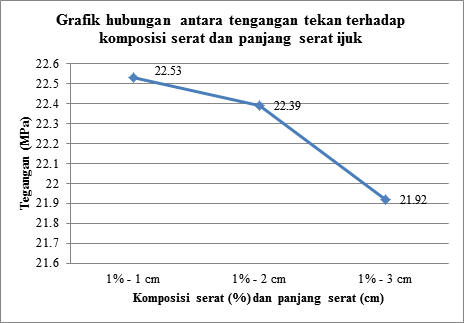 Grafik hubungan antara tengangan tekan terhadap
komposisi serat dan panjang serat ijuk
22.6
22.5
22.4
22.3
22.2
22.1
22
21.9
21.8
21.7
21.6
Tegangan (MPa)
22.53
22.39
21.92
1% - 1 cm
1% - 2 cm
1% - 3 cm
Komposisi serat (%) dan panjang serat (cm)